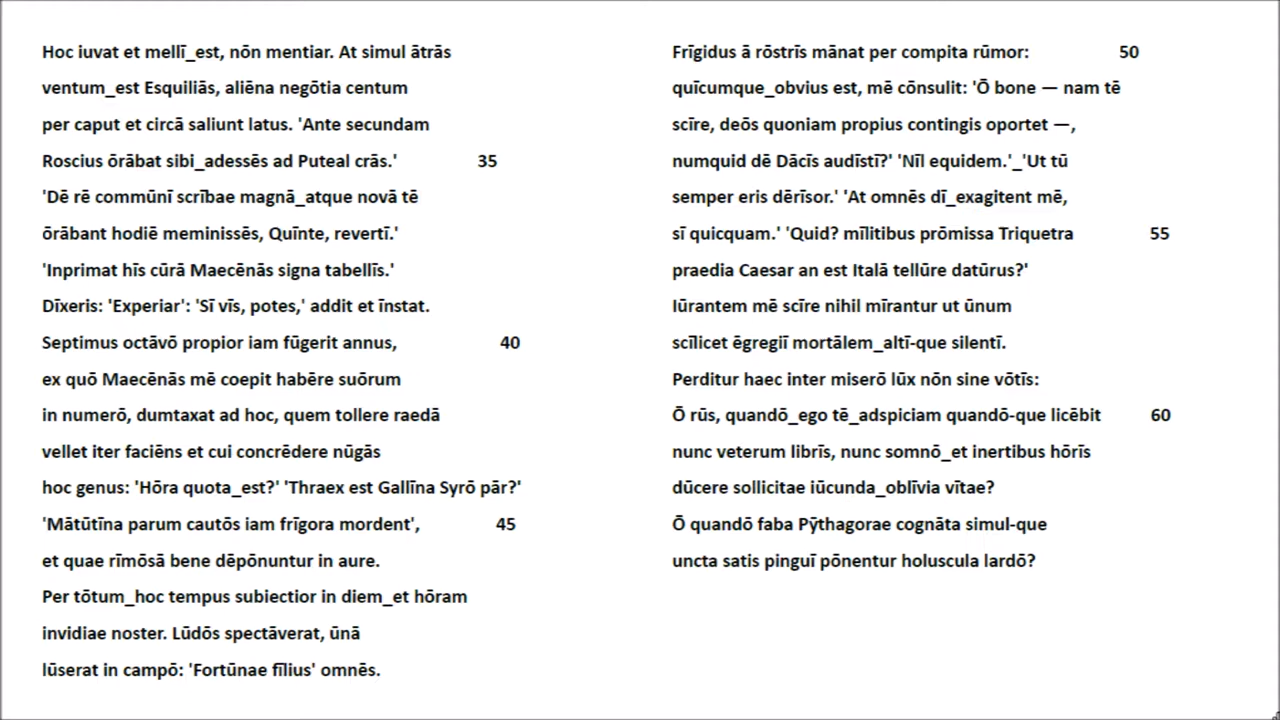 Hoc iuvat et mellī_est, nōn mentiar. At simul ātrās
ventum_est Esquiliās, aliēna negōtia centum
per caput et circā saliunt latus. 'Ante secundam
Roscius ōrābat sibi_adessēs ad Puteal crās.' 35
'Dē rē commūnī scrībae magnā_atque novā tē
ōrābant hodiē meminissēs, Quīnte, revertī.'
'Inprimat hīs cūrā Maecēnās signa tabellīs.'
Dīxeris: 'Experiar': 'Sī vīs, potes,' addit et īnstat.
Septimus octāvō propior iam fūgerit annus, 40
ex quō Maecēnās mē coepit habēre suōrum
in numerō, dumtaxat ad hoc, quem tollere raedā
vellet iter faciēns et cui concrēdere nūgās
hoc genus: 'Hōra quota_est?' 'Thraex est Gallīna Syrō pār?'
'Mātūtīna parum cautōs iam frīgora mordent', 45
et quae rīmōsā bene dēpōnuntur in aure.
Per tōtum_hoc tempus subiectior in diem_et hōram
invidiae noster. Lūdōs spectāverat, ūnā
lūserat in campō: 'Fortūnae fīlius' omnēs.
Frīgidus ā rōstrīs mānat per compita rūmor: 50
quīcumque_obvius est, mē cōnsulit: 'Ō bone — nam tē
scīre, deōs quoniam propius contingis oportet —,
numquid dē Dācīs audīstī?' 'Nīl equidem.'_'Ut tū
semper eris dērīsor.' 'At omnēs dī_exagitent mē,
sī quicquam.' 'Quid? mīlitibus prōmissa Triquetra 55
praedia Caesar an est Italā tellūre datūrus?'
Iūrantem mē scīre nihil mīrantur ut ūnum
scīlicet ēgregiī mortālem_altī-que silentī.
Perditur haec inter miserō lūx nōn sine vōtīs:
Ō rūs, quandō_ego tē_adspiciam quandō-que licēbit 60
nunc veterum librīs, nunc somnō_et inertibus hōrīs
dūcere sollicitae iūcunda_oblīvia vītae?
Ō quandō faba Pȳthagorae cognāta simul-que
uncta satis pinguī pōnentur holuscula lardō?